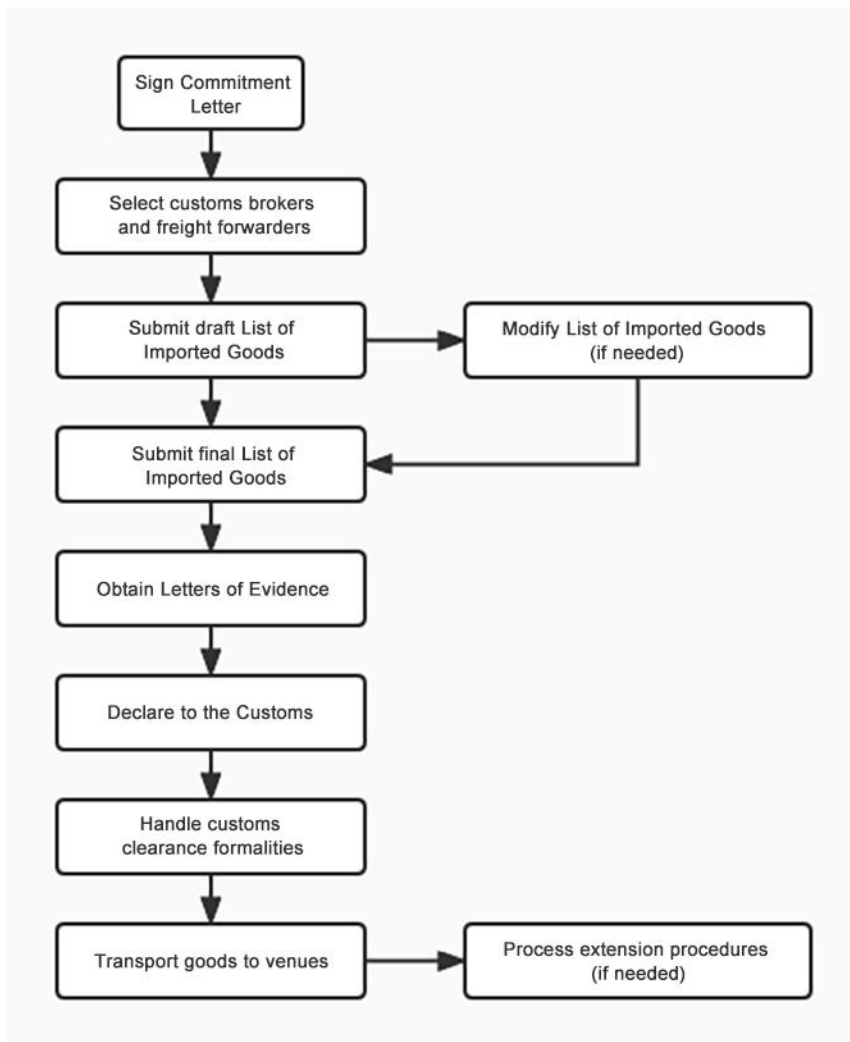 Sign Commitment
Letter
Select customs brokers
and freight forwarders
Submit draft List of
Imported Goods
Modify List of Imported Goods
(if needed)
Submit final List of
Imported Goods
Obtain Letters of Evidence
Declare to the Customs
Handle customs
clearance formalities
Transport goods to venues
Process extension procedures
(if needed)